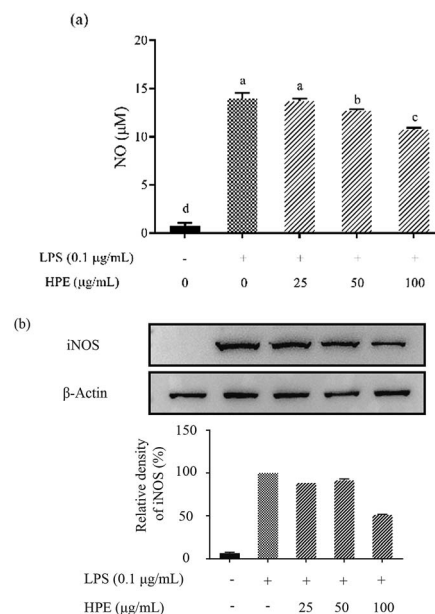 (a)
NO (μM)
20
15
10
5
0
d
a
a
b
c
LPS (0.1 μg/mL) - + + + +
HPE (μg/mL) 0 0 25 50 100
(b)
iNOS
β-Actin
Relative density
of iNOS (%)
150
100
50
0
LPS (0.1 μg/mL) - + + + +
HPE (μg/mL) - - 25 50 100